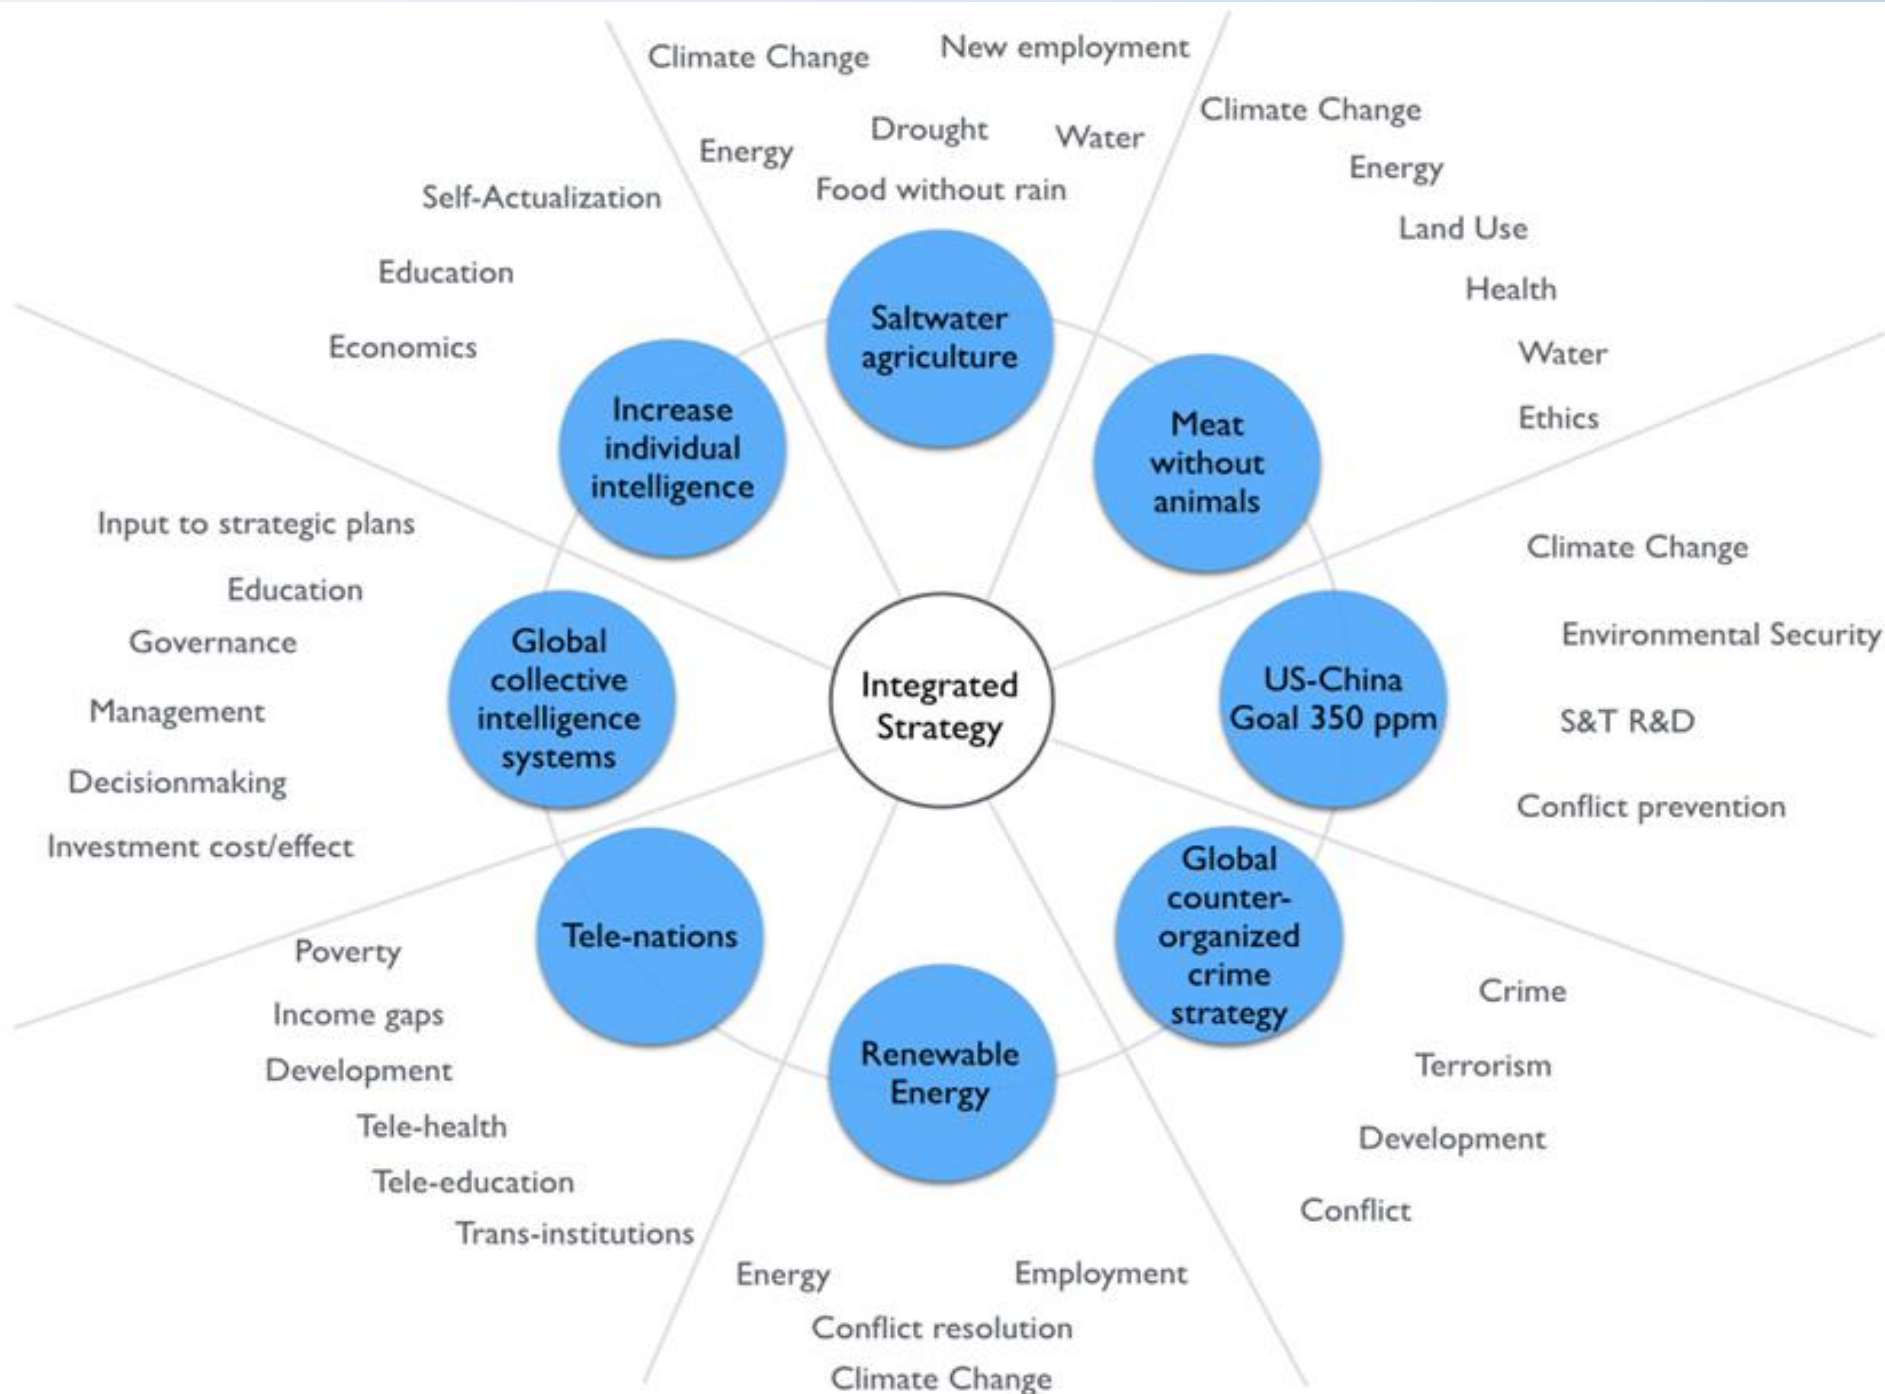 Climate Change
New employment
Energy
Drought
Water
Food without rain
Saltwater
agriculture
Climate Change
Energy
Land Use
Health
Water
Ethics
Meat
without
animals
Climate Change
Environmental Security
S&T R&D
Conflict prevention
US-China
Goal 350 ppm
Global
counter-
organized
crime
strategy
Crime
Terrorism
Development
Conflict
Renewable
Energy
Energy
Employment
Conflict resolution
Climate Change
Tele-nations
Poverty
Income gaps
Development
Tele-health
Tele-education
Trans-institutions
Global
collective
intelligence
systems
Input to strategic plans
Education
Governance
Management
Decisionmaking
Investment cost/effect
Increase
individual
intelligence
Self-Actualization
Education
Economics
Integrated
Strategy